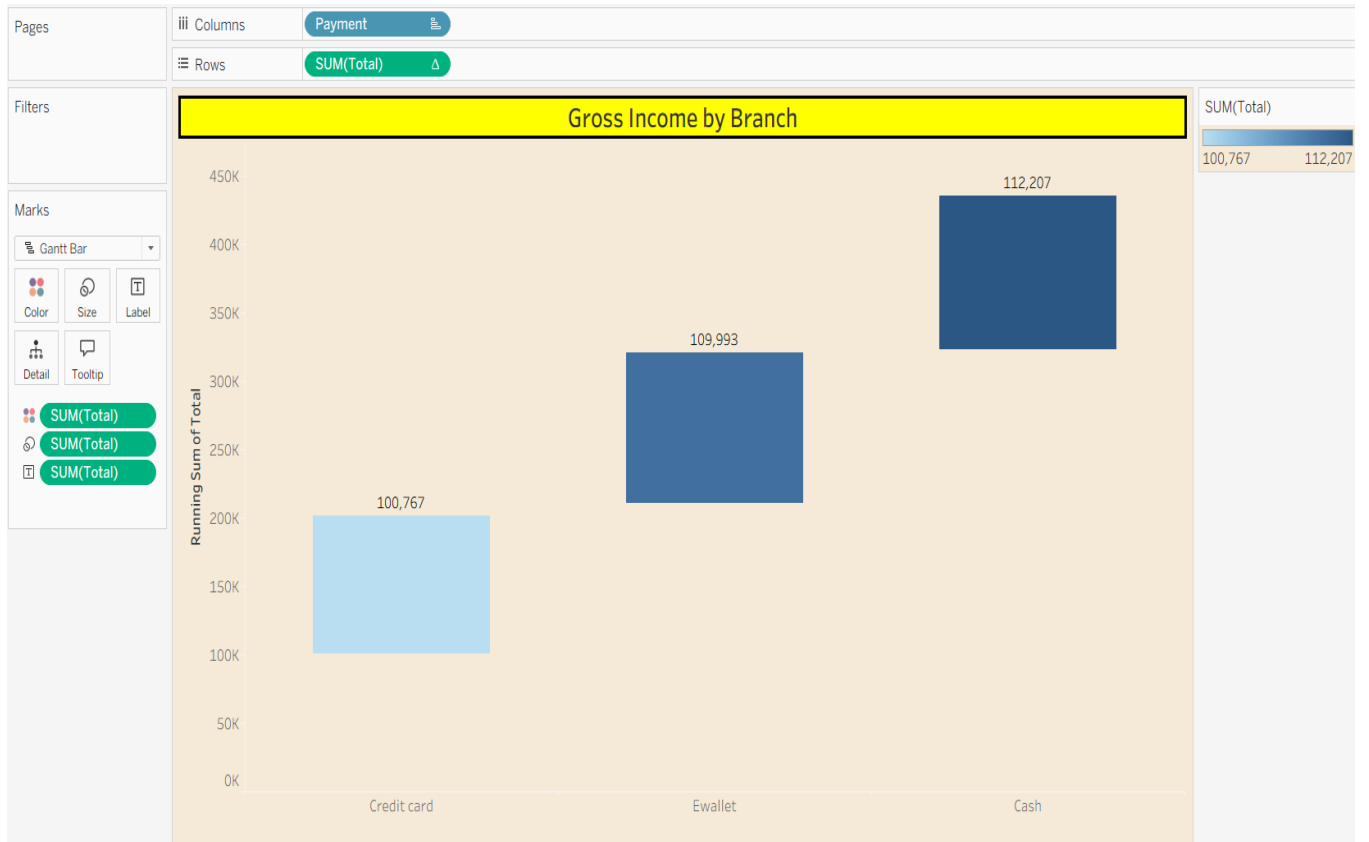 Pages
Columns
Payment
Rows
SUM(Total) Δ
Filters
Marks
Gantt Bar
Color Size Label
Detail Tooltip
SUM(Total)
SUM(Total)
SUM(Total)
Gross Income by Branch
Running Sum of Total
450K
400K
350K
300K
250K
200K
150K
100K
50K
0K
112,207
109,993
100,767
Credit card Ewallet Cash
SUM(Total)
100,767 112,207